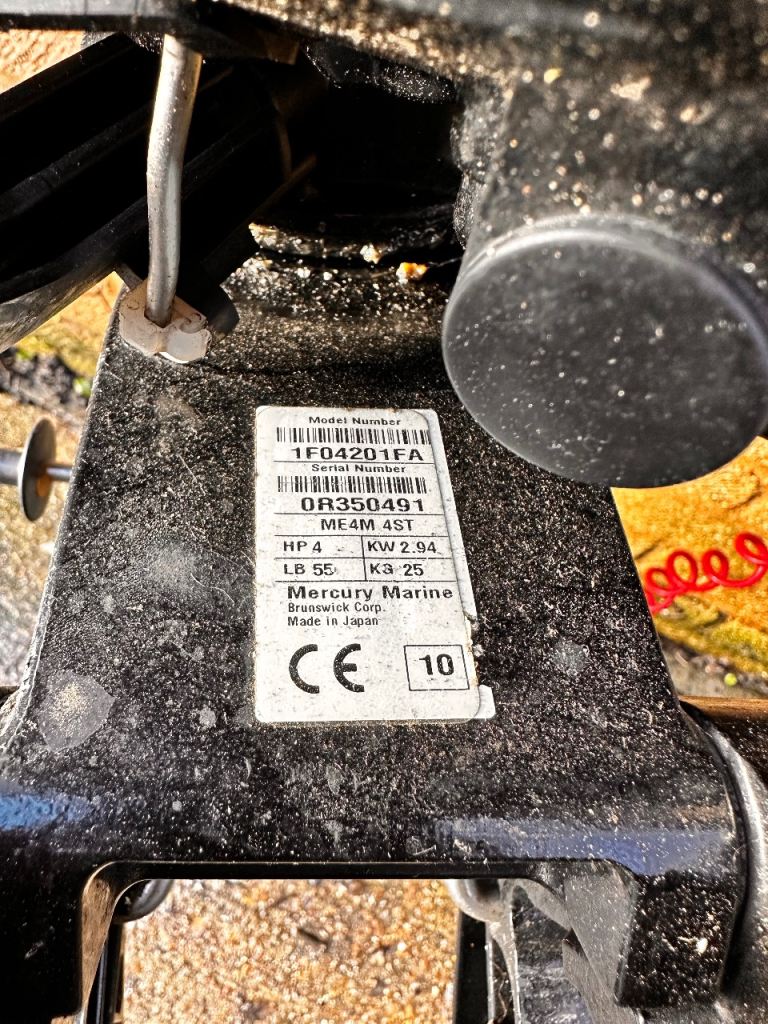 Model Number
1F04201FA
Serial Number
0R350491
ME4M 4ST
HP 4 KW 2.94
LB 55 KG 25
Mercury Marine
Brunswick Corp.
Made in Japan
CE 10